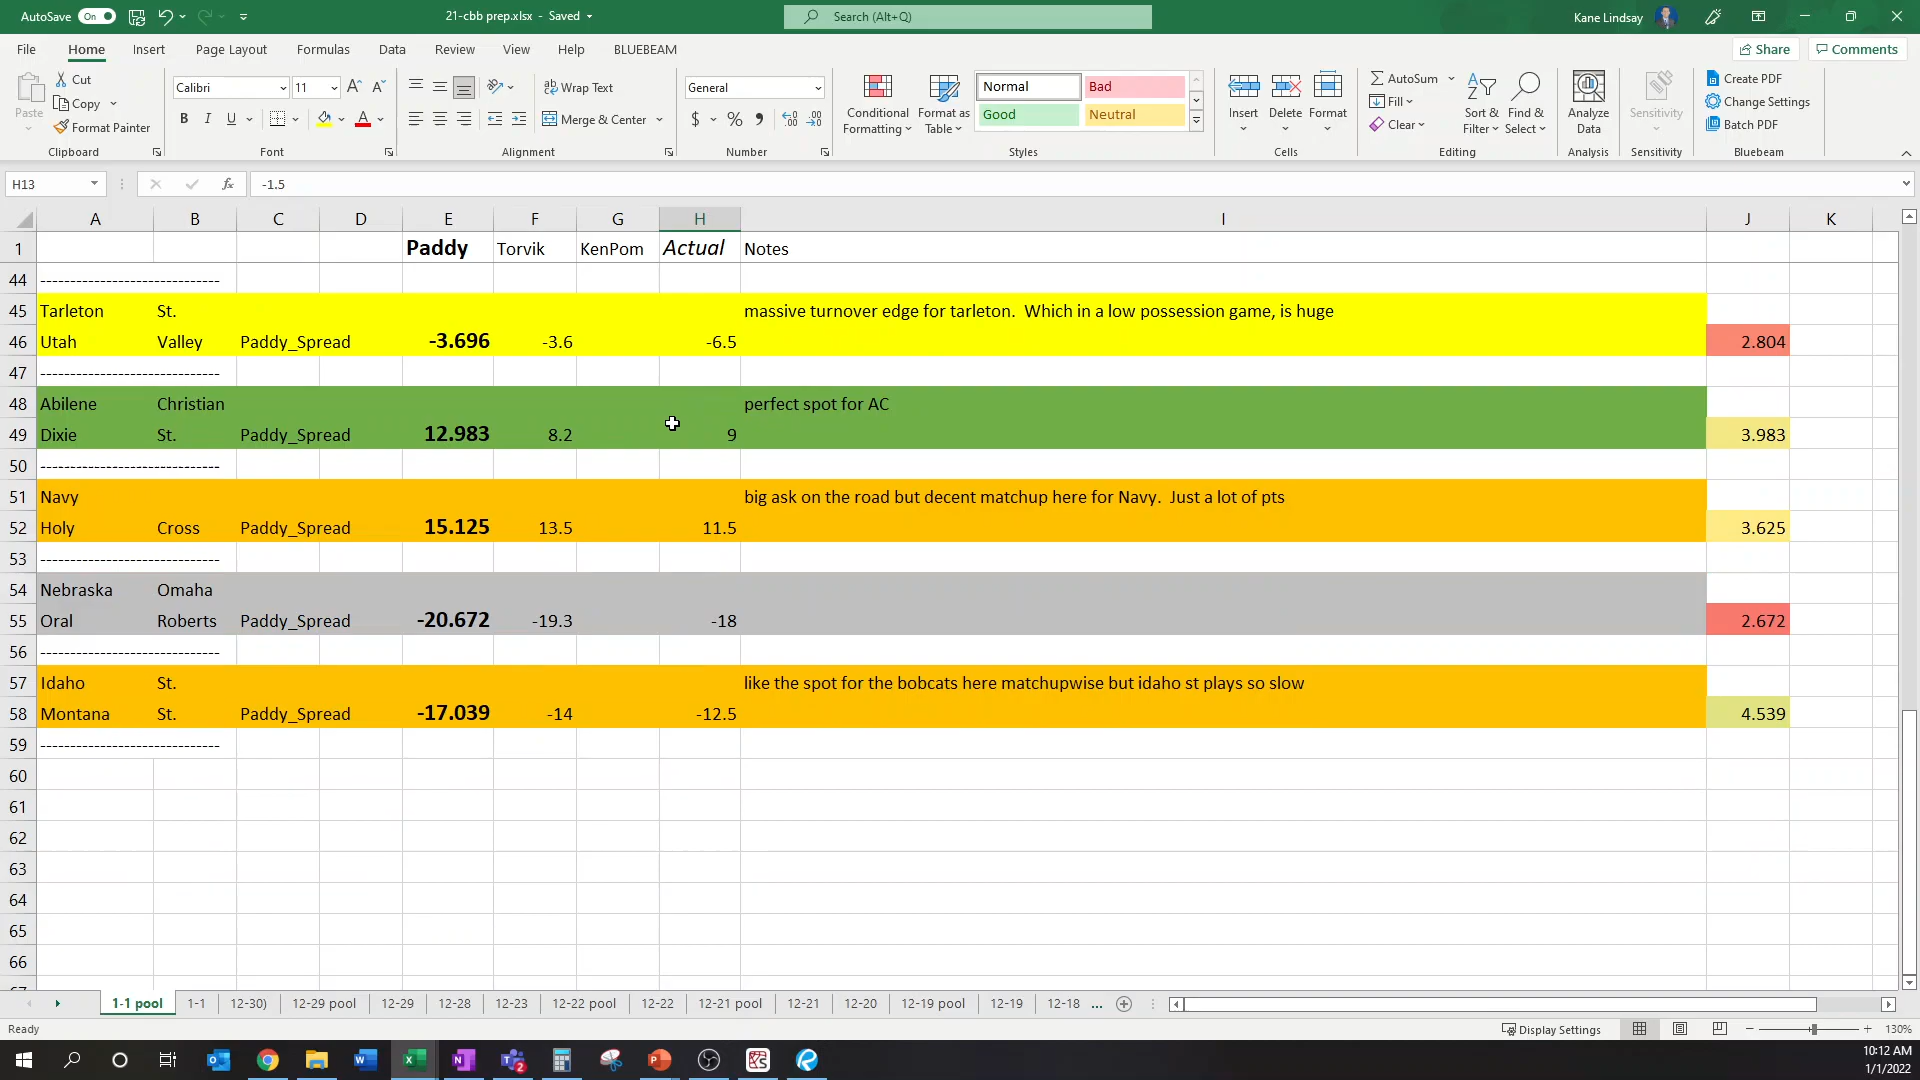 AutoSave On 21-cbb prep.xlsx - Saved Search (Alt+Q) Kane Lindsay
File Home Insert Page Layout Formulas Data Review View Help BLUEBEAM Share Comments
Paste Cut Copy Format Painter Clipboard
Calibri 11 B I U Font
Wrap Text Merge & Center Alignment
General $ % Number
Conditional Formatting Format as Table Normal Bad Good Neutral Styles
Insert Delete Format Cells
AutoSum Fill Clear Sort & Filter Find & Select Editing
Analyze Data Analysis
Sensitivity Sensitivity
Create PDF Change Settings Batch PDF Bluebeam
H13 fx -1.5
A B C D E F G H I J K
1 Paddy Torvik KenPom Actual Notes
44 ------------------------------
45 Tarleton St. massive turnover edge for tarleton. Which in a low possession game, is huge
46 Utah Valley Paddy_Spread -3.696 -3.6 -6.5 2.804
47 ------------------------------
48 Abilene Christian perfect spot for AC
49 Dixie St. Paddy_Spread 12.983 8.2 9 3.983
50 ------------------------------
51 Navy big ask on the road but decent matchup here for Navy. Just a lot of pts
52 Holy Cross Paddy_Spread 15.125 13.5 11.5 3.625
53 ------------------------------
54 Nebraska Omaha
55 Oral Roberts Paddy_Spread -20.672 -19.3 -18 2.672
56 ------------------------------
57 Idaho St. like the spot for the bobcats here matchupwise but idaho st plays so slow
58 Montana St. Paddy_Spread -17.039 -14 -12.5 4.539
59 ------------------------------
60
61
62
63
64
65
66
1-1 pool 1-1 12-30) 12-29 pool 12-29 12-28 12-23 12-22 pool 12-22 12-21 pool 12-21 12-20 12-19 pool 12-19 12-18 ...
Ready Display Settings 130%
10:12 AM
1/1/2022